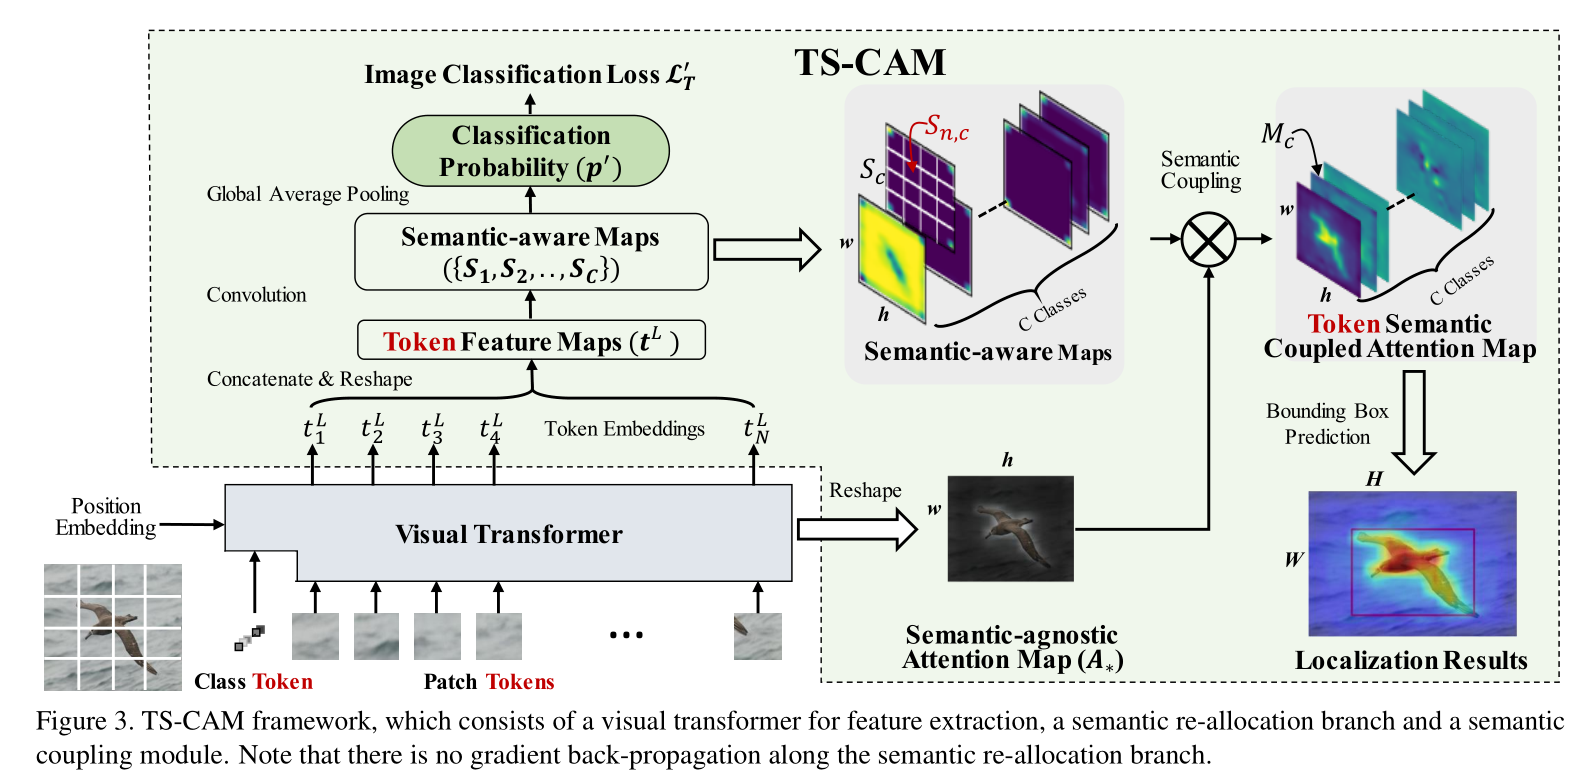 TS-CAM
Image Classification Loss 𝓛′_T
Classification
Probability (p′)
Global Average Pooling
Semantic-aware Maps
({S_1, S_2, . . , S_C})
Convolution
Token Feature Maps (t^L )
Concatenate & Reshape
t_1^L t_2^L t_3^L t_4^L Token Embeddings t_N^L
Position
Embedding
Visual Transformer
Class Token
Patch Tokens
...
S_{n,c}
S_c
w
h
C Classes
Semantic-aware Maps
Semantic
Coupling
M_c
w
h
C Classes
Token Semantic
Coupled Attention Map
Reshape
h
w
Semantic-agnostic
Attention Map (A_*)
Bounding Box
Prediction
H
W
Localization Results
Figure 3. TS-CAM framework, which consists of a visual transformer for feature extraction, a semantic re-allocation branch and a semantic
coupling module. Note that there is no gradient back-propagation along the semantic re-allocation branch.